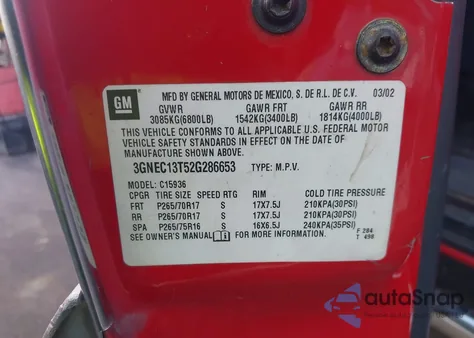 GM
MFD BY GENERAL MOTORS DE MEXICO, S. DE R.L. DE C.V. 03/02
GVWR GAWR FRT GAWR RR
3085KG(6800LB) 1542KG(3400LB) 1814KG(4000LB)
THIS VEHICLE CONFORMS TO ALL APPLICABLE U.S. FEDERAL MOTOR
VEHICLE SAFETY STANDARDS IN EFFECT ON THE DATE OF
MANUFACTURE SHOWN ABOVE.
3GNEC13T52G286653 TYPE: M.P.V.
MODEL: C15936
CPGR TIRE SIZE SPEED RTG RIM COLD TIRE PRESSURE
FRT P265/70R17 S 17X7.5J 210KPA(30PSI)
RR P265/70R17 S 17X7.5J 210KPA(30PSI)
SPA P265/75R16 S 16X6.5J 240KPA(35PSI)
SEE OWNER'S MANUAL FOR MORE INFORMATION.
F 284
T 498
autoSnap